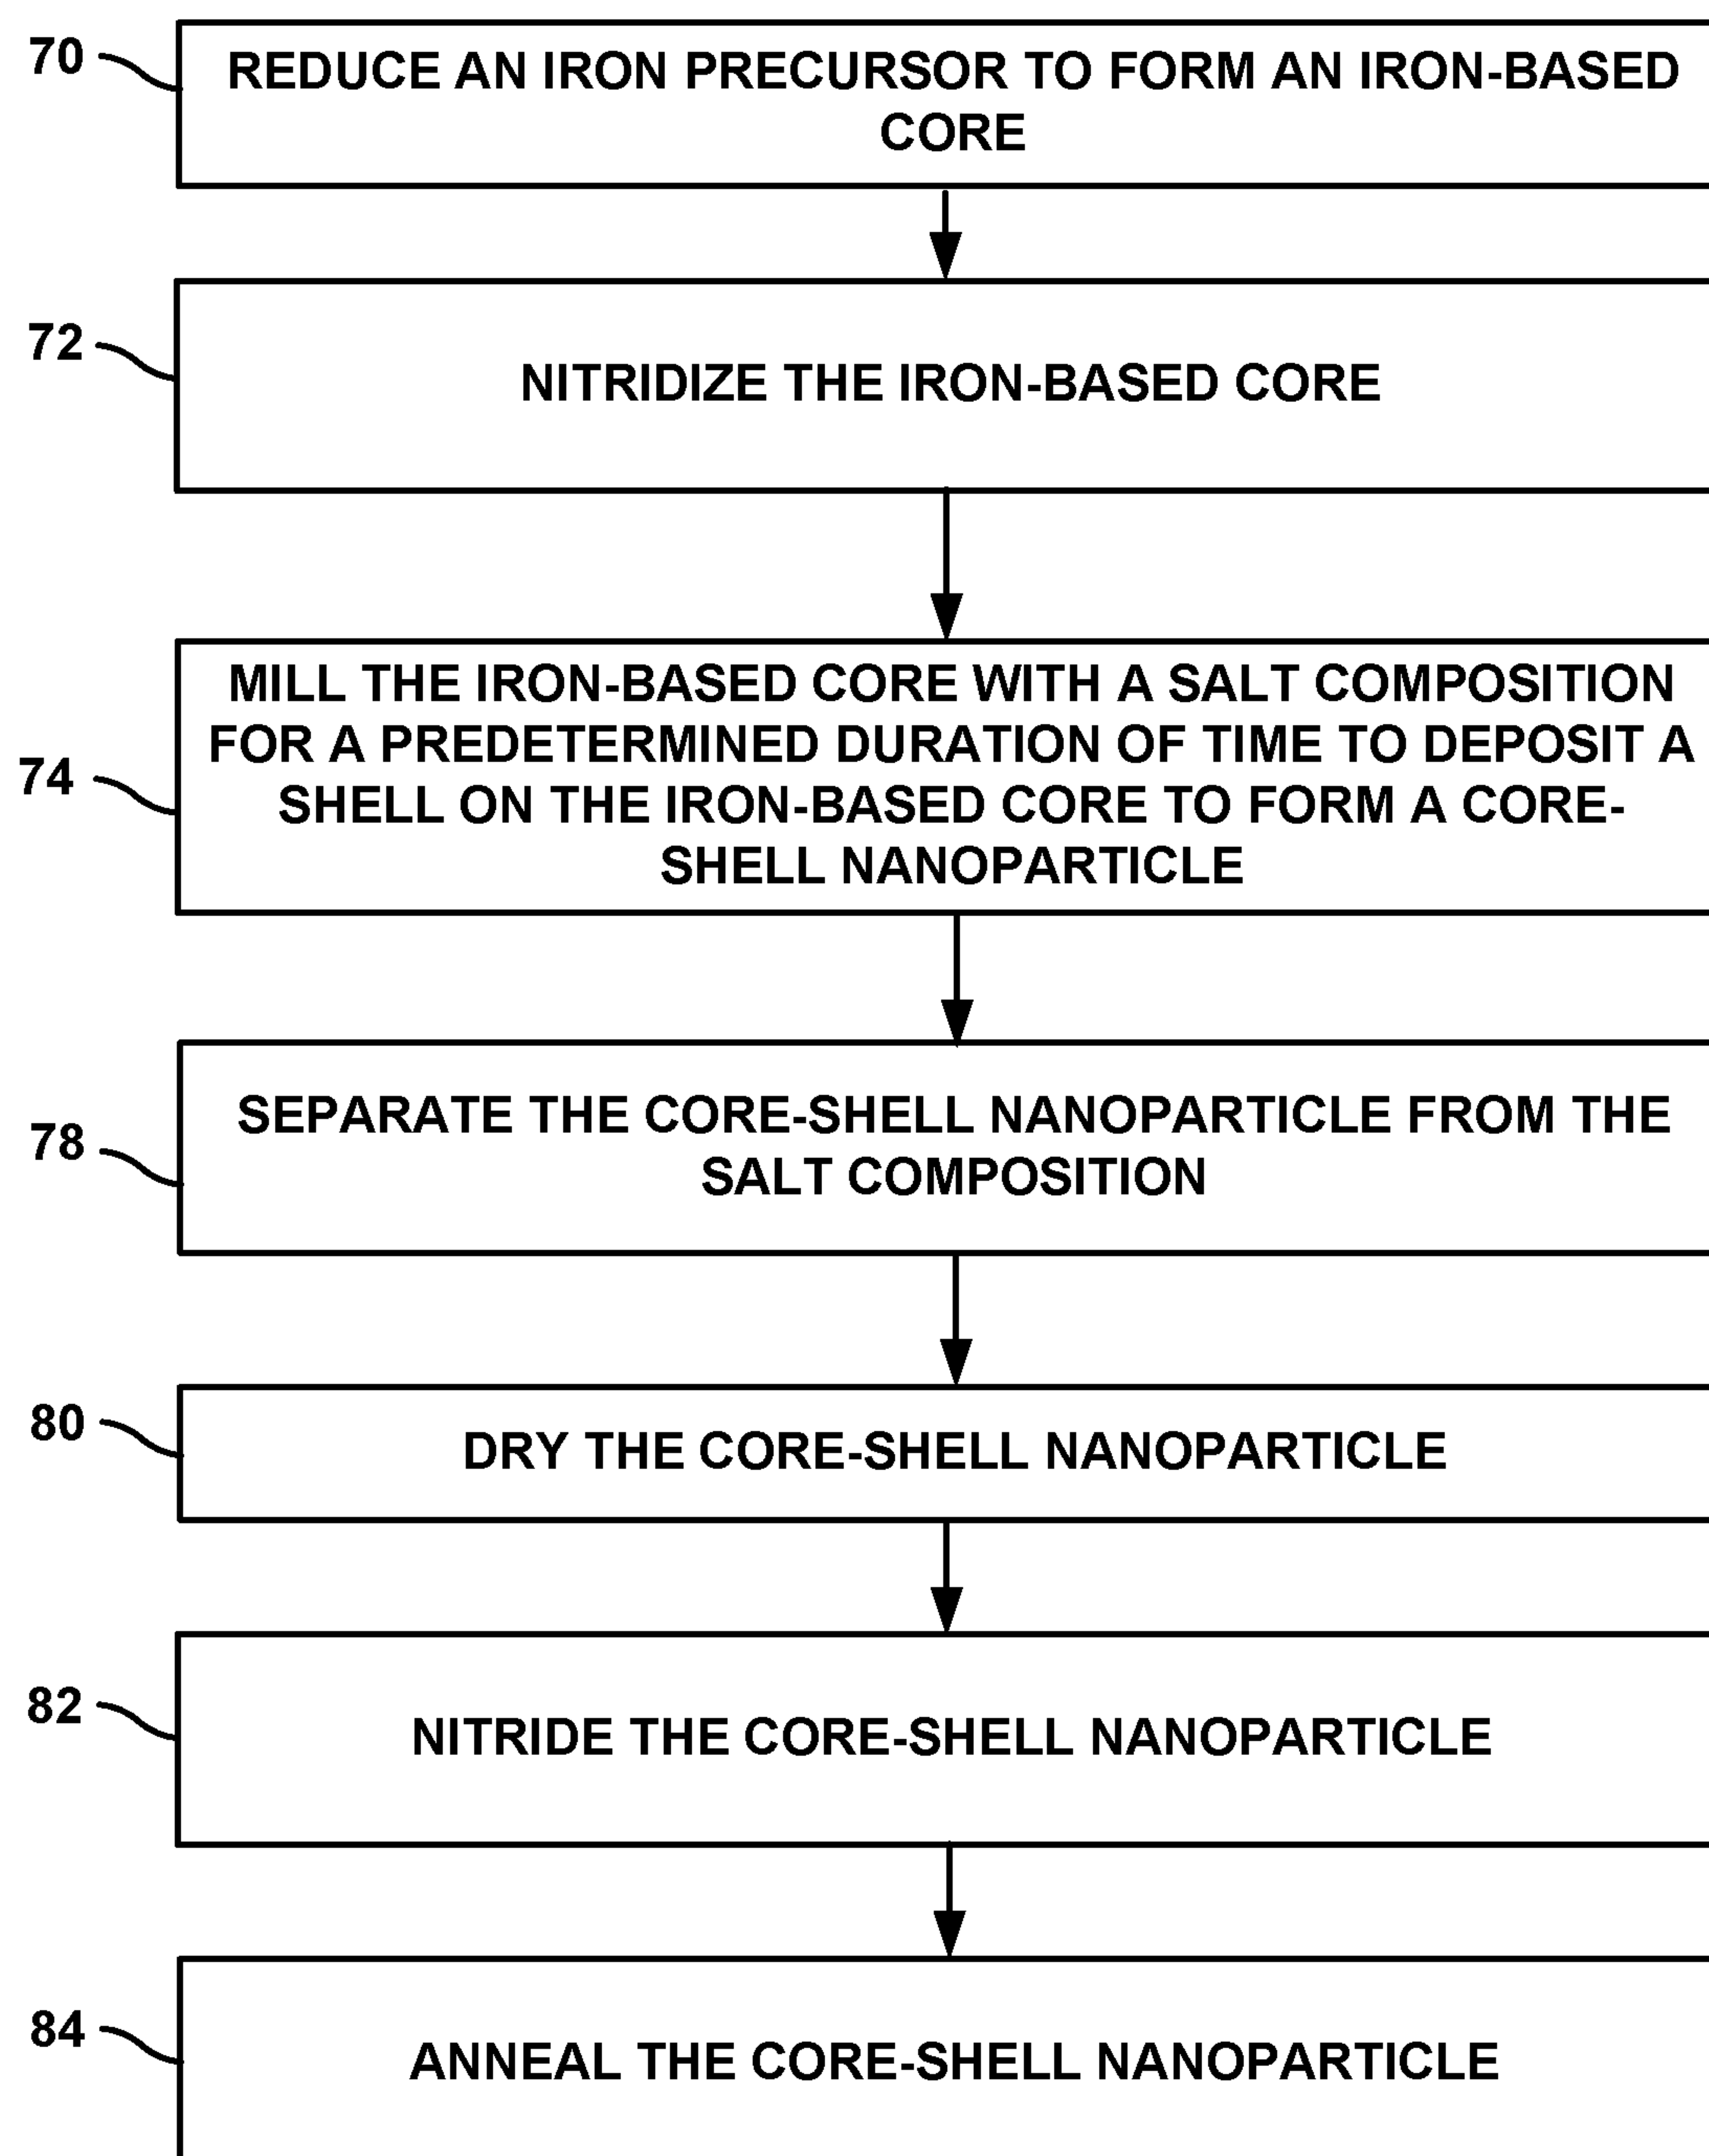 70
REDUCE AN IRON PRECURSOR TO FORM AN IRON-BASED
CORE
72
NITRIDIZE THE IRON-BASED CORE
74
MILL THE IRON-BASED CORE WITH A SALT COMPOSITION
FOR A PREDETERMINED DURATION OF TIME TO DEPOSIT A
SHELL ON THE IRON-BASED CORE TO FORM A CORE-
SHELL NANOPARTICLE
78
SEPARATE THE CORE-SHELL NANOPARTICLE FROM THE
SALT COMPOSITION
80
DRY THE CORE-SHELL NANOPARTICLE
82
NITRIDE THE CORE-SHELL NANOPARTICLE
84
ANNEAL THE CORE-SHELL NANOPARTICLE